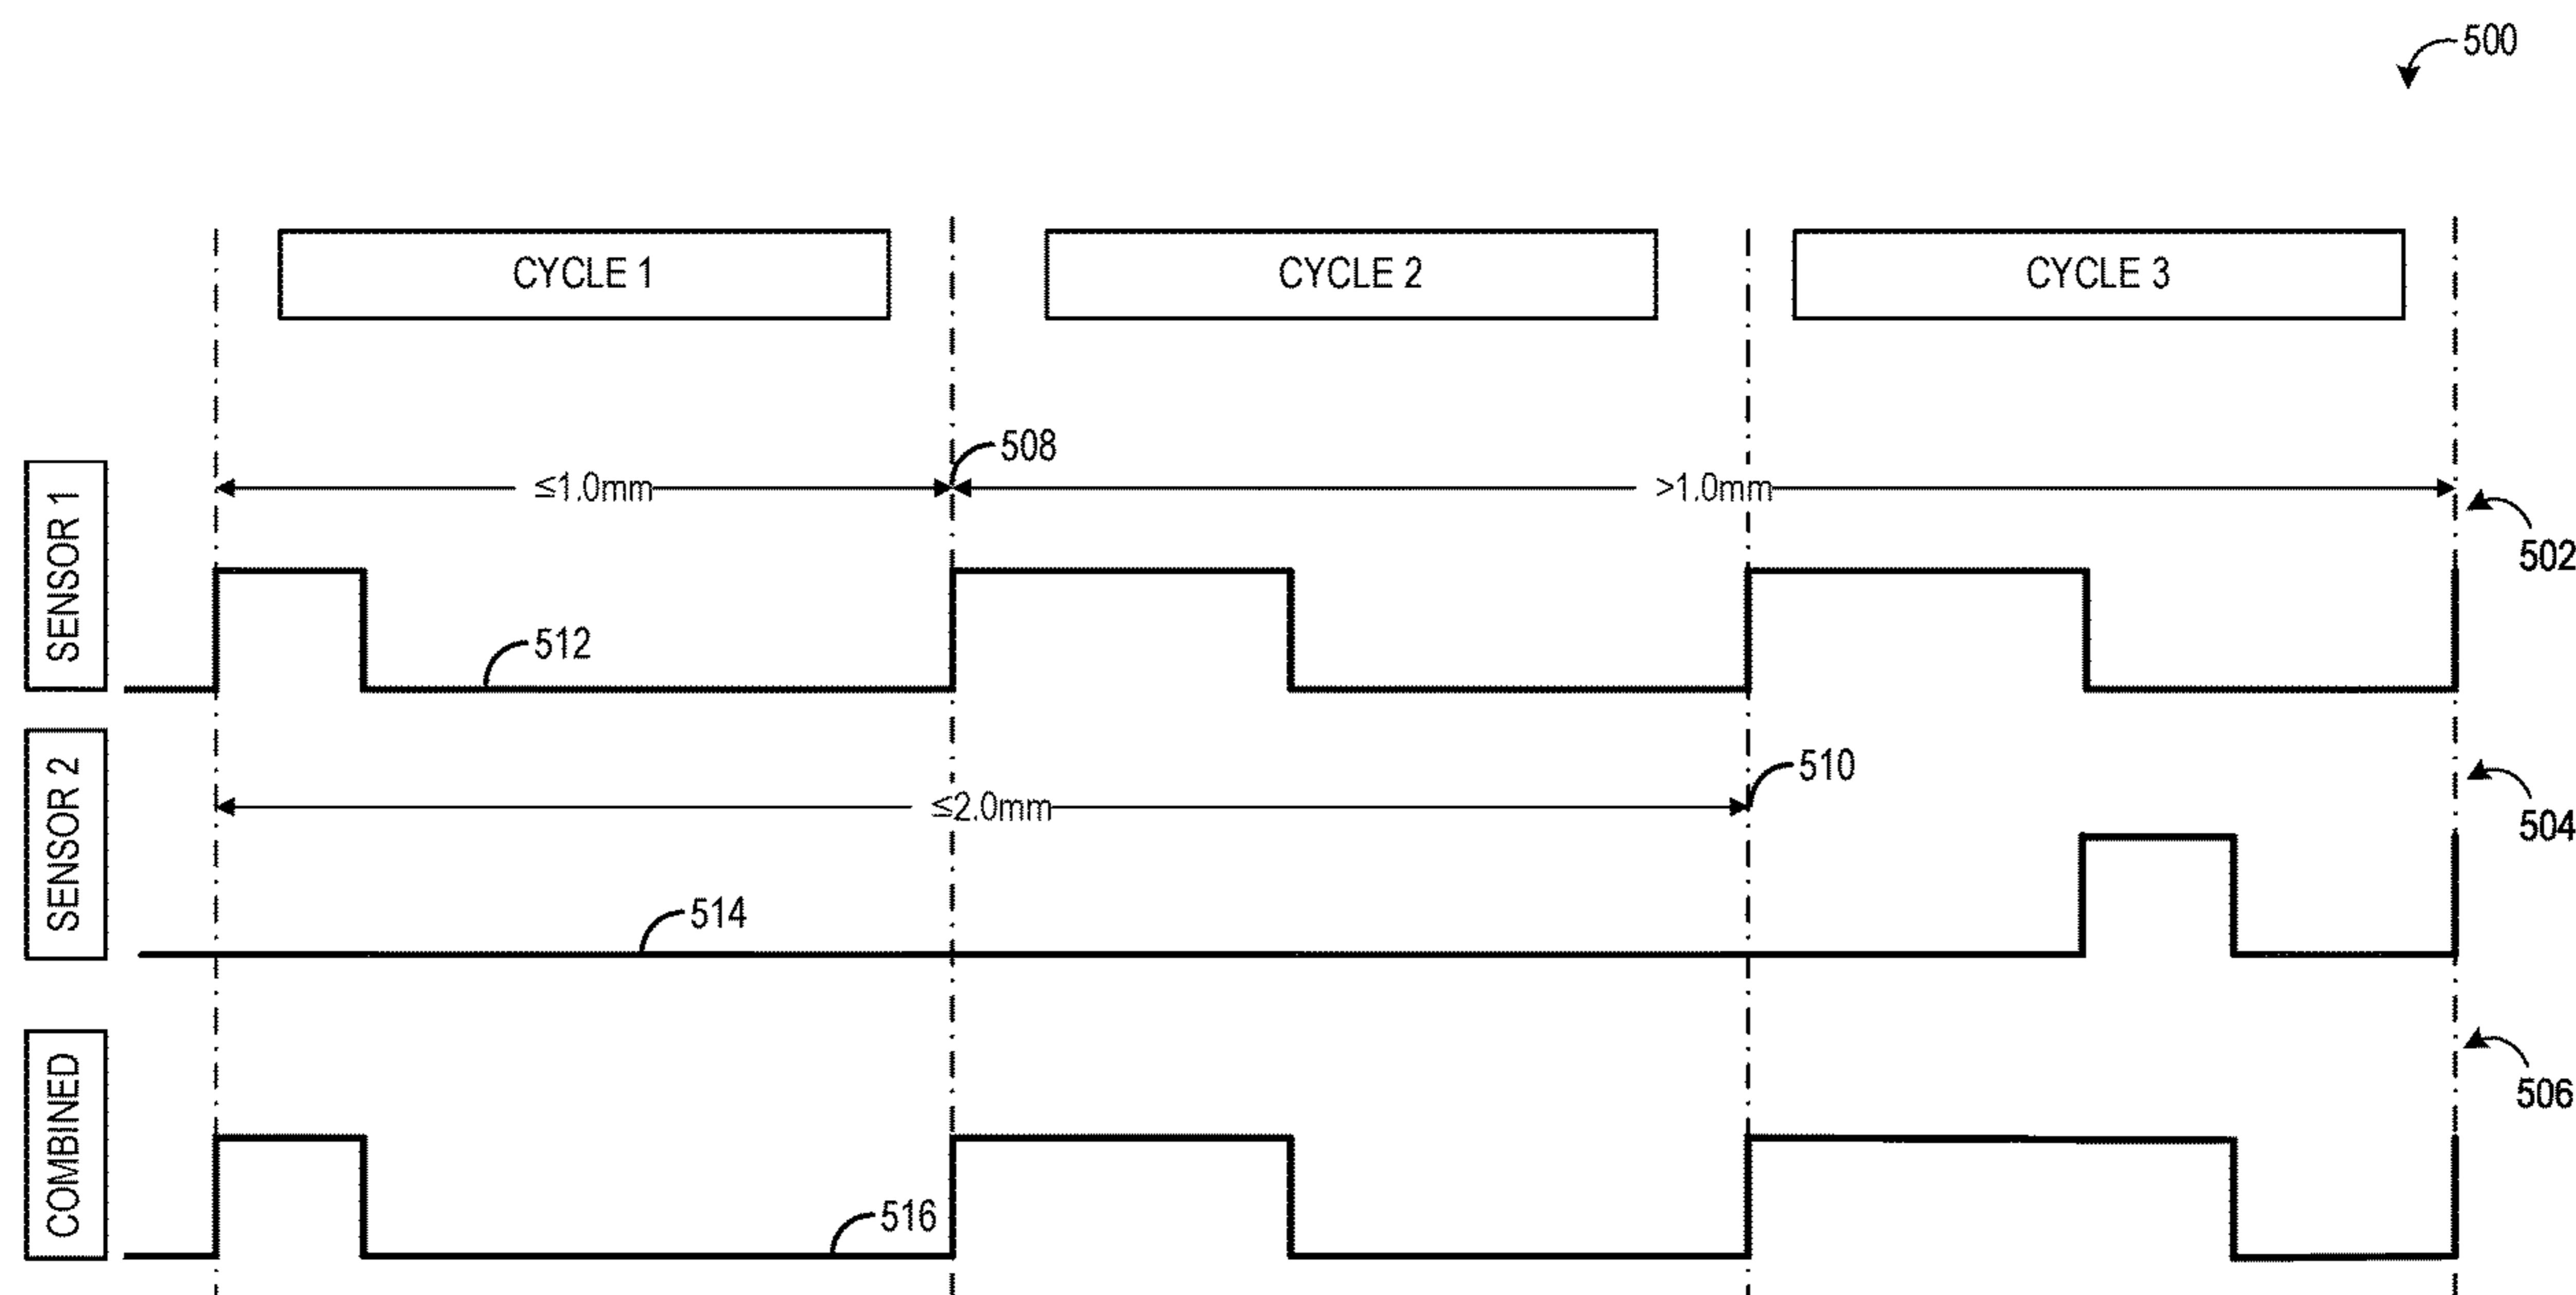 500
CYCLE 1
CYCLE 2
CYCLE 3
SENSOR 1
508
≤1.0mm
>1.0mm
502
512
SENSOR 2
510
≤2.0mm
504
514
COMBINED
506
516